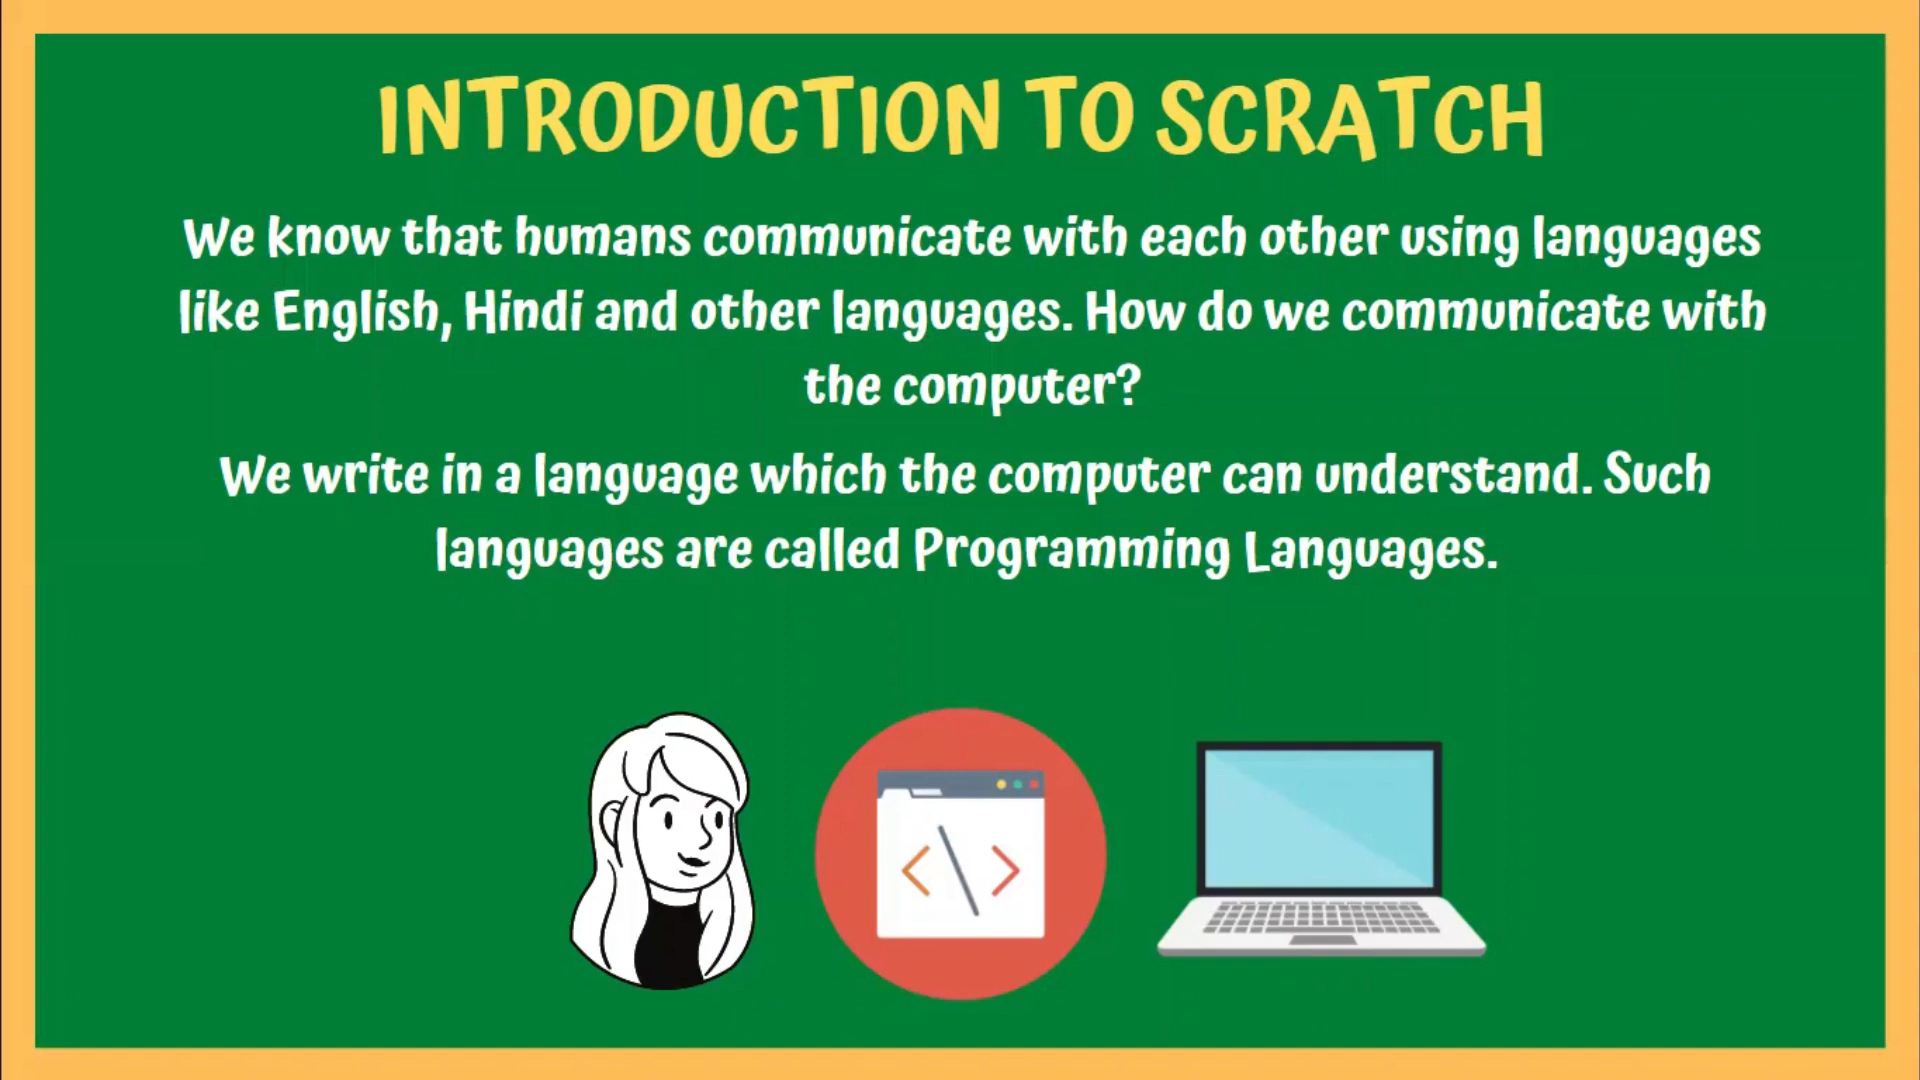 INTRODUCTION TO SCRATCH
We know that humans communicate with each other using languages
like English, Hindi and other languages. How do we communicate with
the computer?
We write in a language which the computer can understand. Such
languages are called Programming Languages.